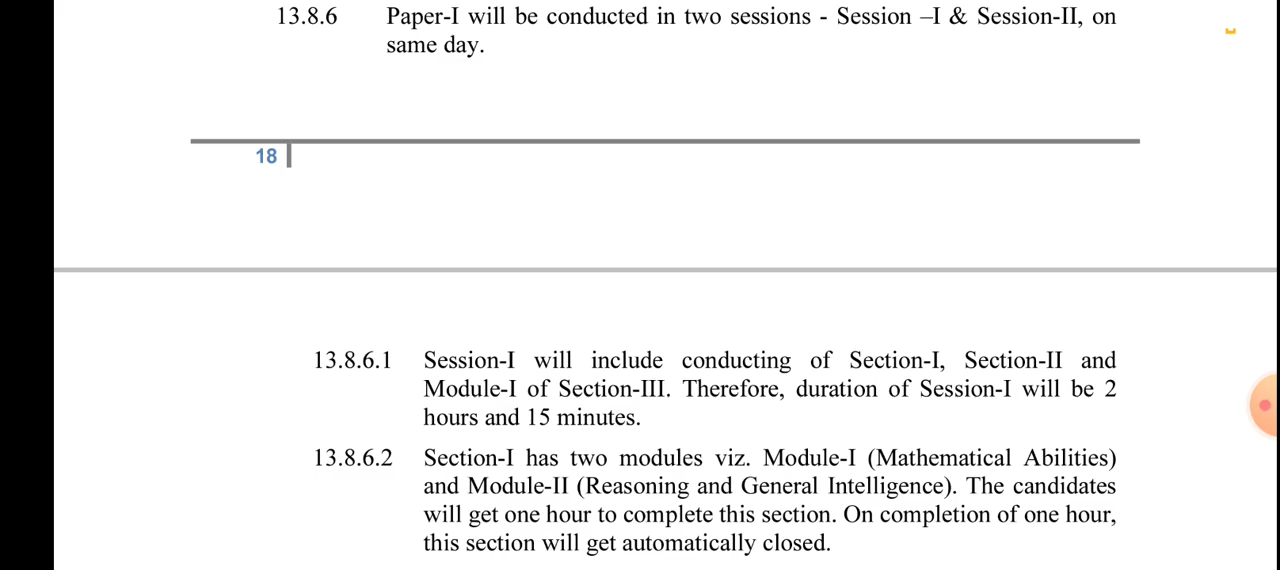 13.8.6 Paper-I will be conducted in two sessions - Session –I & Session-II, on
same day.
18
13.8.6.1 Session-I will include conducting of Section-I, Section-II and
Module-I of Section-III. Therefore, duration of Session-I will be 2
hours and 15 minutes.
13.8.6.2 Section-I has two modules viz. Module-I (Mathematical Abilities)
and Module-II (Reasoning and General Intelligence). The candidates
will get one hour to complete this section. On completion of one hour,
this section will get automatically closed.